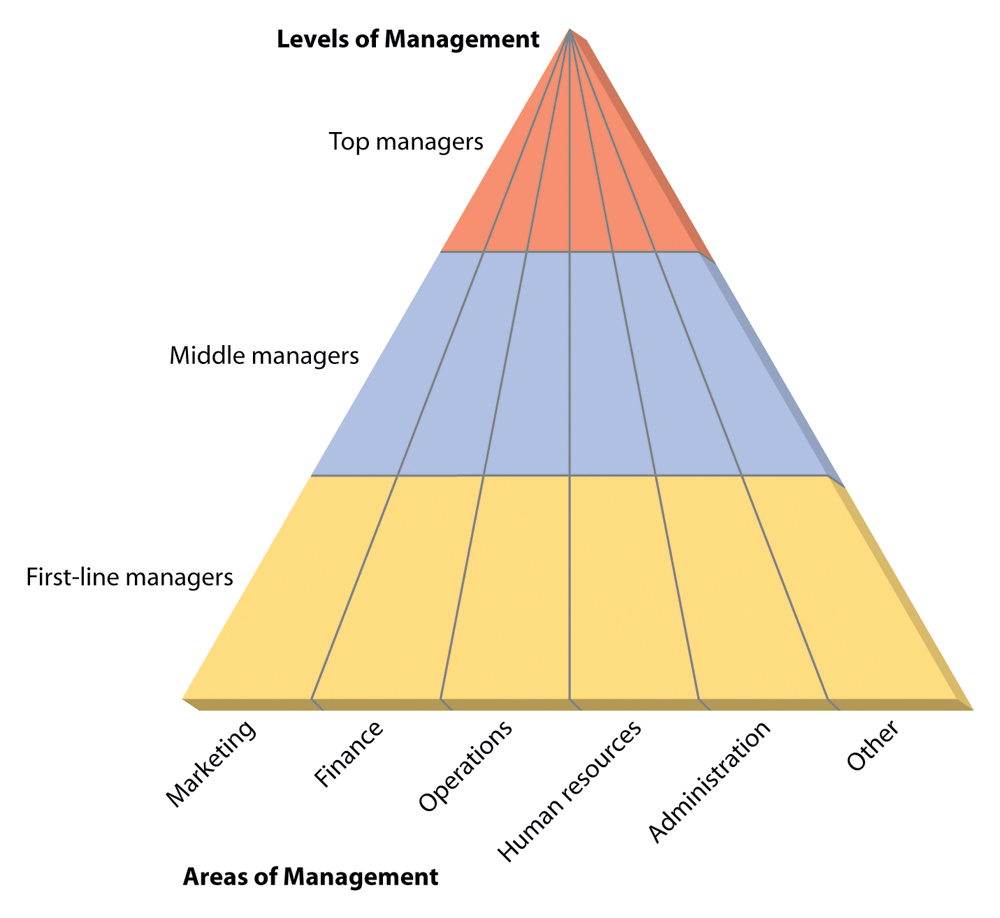 Levels of Management
Top managers
Middle managers
First-line managers
Marketing
Finance
Operations
Human resources
Administration
Other
Areas of Management